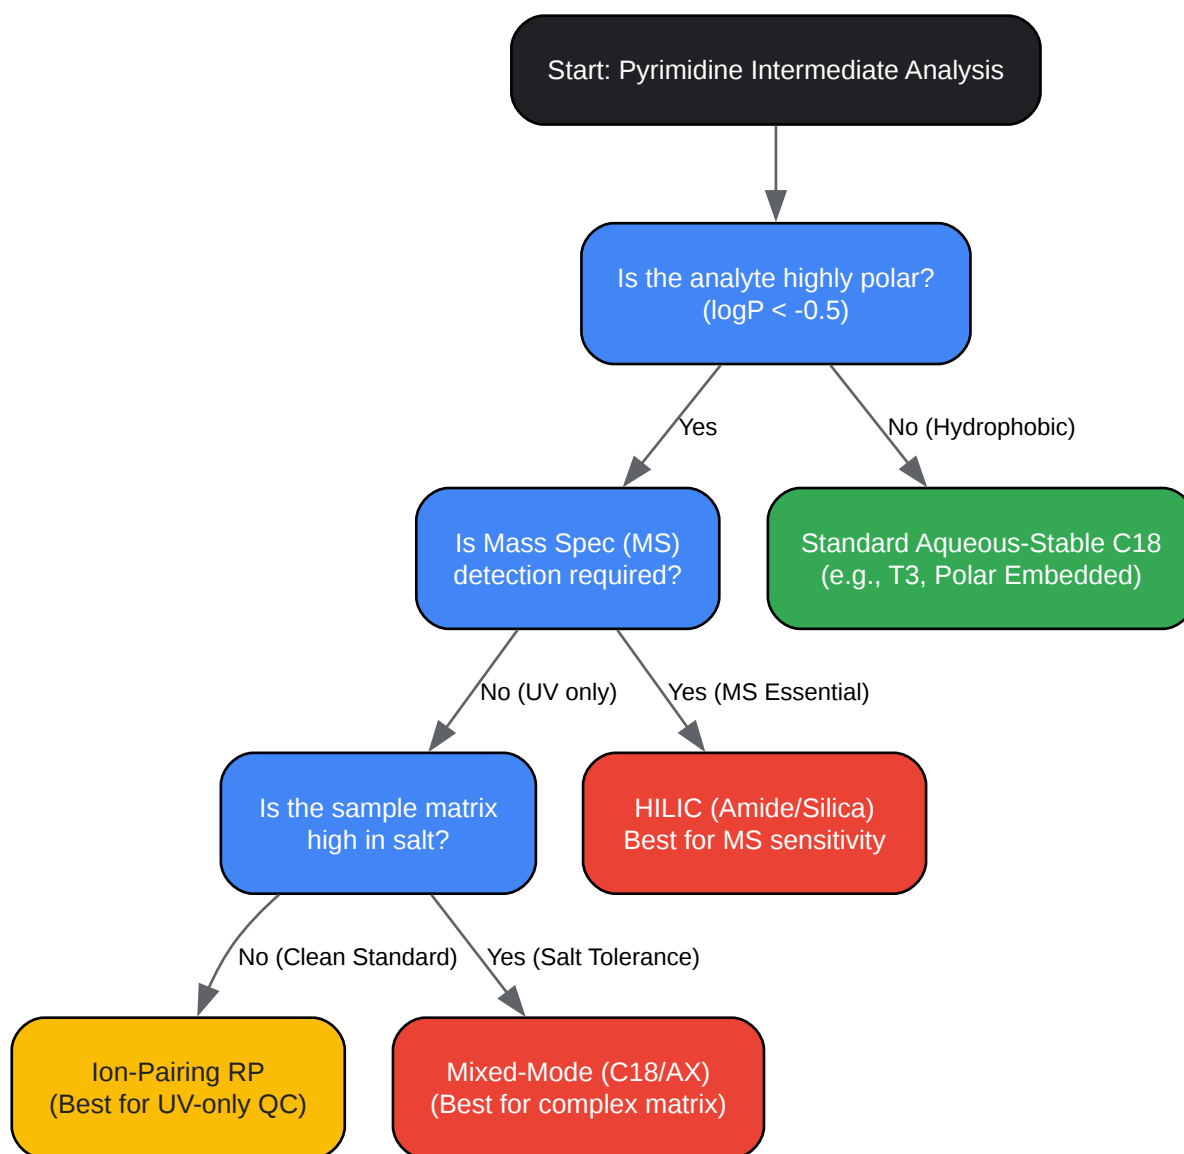 Start: Pyrimidine Intermediate Analysis
Is the analyte highly polar?
(logP < -0.5)
Yes
No (Hydrophobic)
Is Mass Spec (MS)
detection required?
Standard Aqueous-Stable C18
(e.g., T3, Polar Embedded)
No (UV only)
Yes (MS Essential)
Is the sample matrix
high in salt?
HILIC (Amide/Silica)
Best for MS sensitivity
No (Clean Standard)
Yes (Salt Tolerance)
Ion-Pairing RP
(Best for UV-only QC)
Mixed-Mode (C18/AX)
(Best for complex matrix)